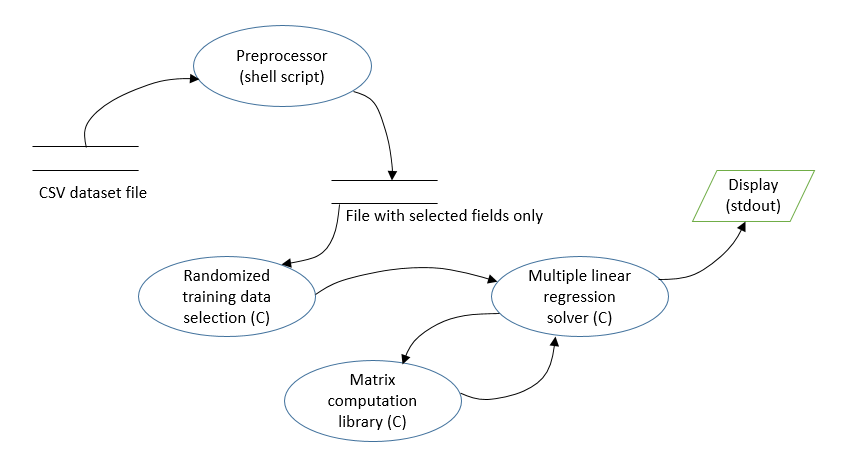 Preprocessor
(shell script)
CSV dataset file
File with selected fields only
Display
(stdout)
Randomized
training data
selection (C)
Multiple linear
regression
solver (C)
Matrix
computation
library (C)